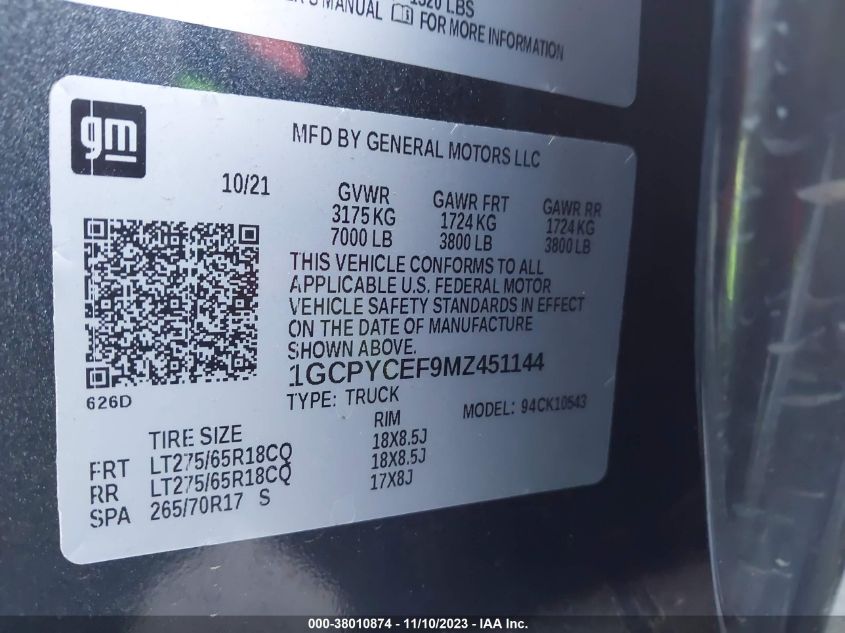 1320 LBS
'S MANUAL FOR MORE INFORMATION
gm
MFD BY GENERAL MOTORS LLC
10/21
GVWR GAWR FRT GAWR RR
3175 KG 1724 KG 1724 KG
7000 LB 3800 LB 3800 LB
THIS VEHICLE CONFORMS TO ALL
APPLICABLE U.S. FEDERAL MOTOR
VEHICLE SAFETY STANDARDS IN EFFECT
ON THE DATE OF MANUFACTURE
SHOWN ABOVE.
1GCPYCEF9MZ451144
626D
TYPE: TRUCK MODEL: 94CK10543
TIRE SIZE RIM
FRT LT275/65R18CQ 18X8.5J
RR LT275/65R18CQ 18X8.5J
SPA 265/70R17 S 17X8J
000-38010874 - 11/10/2023 - IAA Inc.